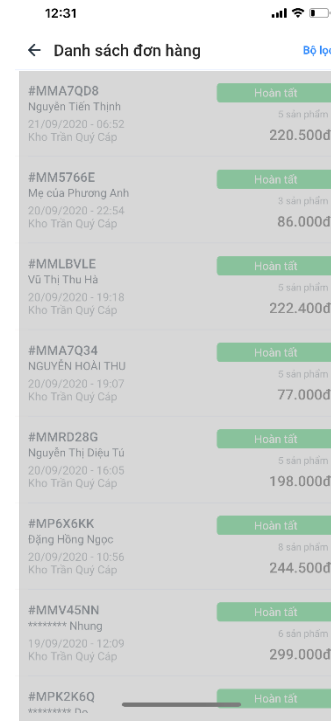 12:31
Danh sách đơn hàng
Bộ lọc
#MMA7QD8
Hoàn tất
Nguyễn Tiến Thịnh
5 sản phẩm
21/09/2020 - 06:52
220.500đ
Kho Trần Quý Cáp
#MM5766E
Hoàn tất
Mẹ của Phương Anh
3 sản phẩm
20/09/2020 - 22:54
86.000đ
Kho Trần Quý Cáp
#MMLBVLE
Hoàn tất
Vũ Thị Thu Hà
5 sản phẩm
20/09/2020 - 19:18
222.400đ
Kho Trần Quý Cáp
#MMA7Q34
Hoàn tất
NGUYỄN HOÀI THU
5 sản phẩm
20/09/2020 - 19:07
77.000đ
Kho Trần Quý Cáp
#MMRD28G
Hoàn tất
Nguyễn Thị Diệu Tú
5 sản phẩm
20/09/2020 - 16:05
198.000đ
Kho Trần Quý Cáp
#MP6X6KK
Hoàn tất
Đặng Hồng Ngọc
8 sản phẩm
20/09/2020 - 10:56
244.500đ
Kho Trần Quý Cáp
#MMV45NN
Hoàn tất
******** Nhung
6 sản phẩm
19/09/2020 - 12:09
299.000đ
Kho Trần Quý Cáp
#MPK2K6Q
Hoàn tất